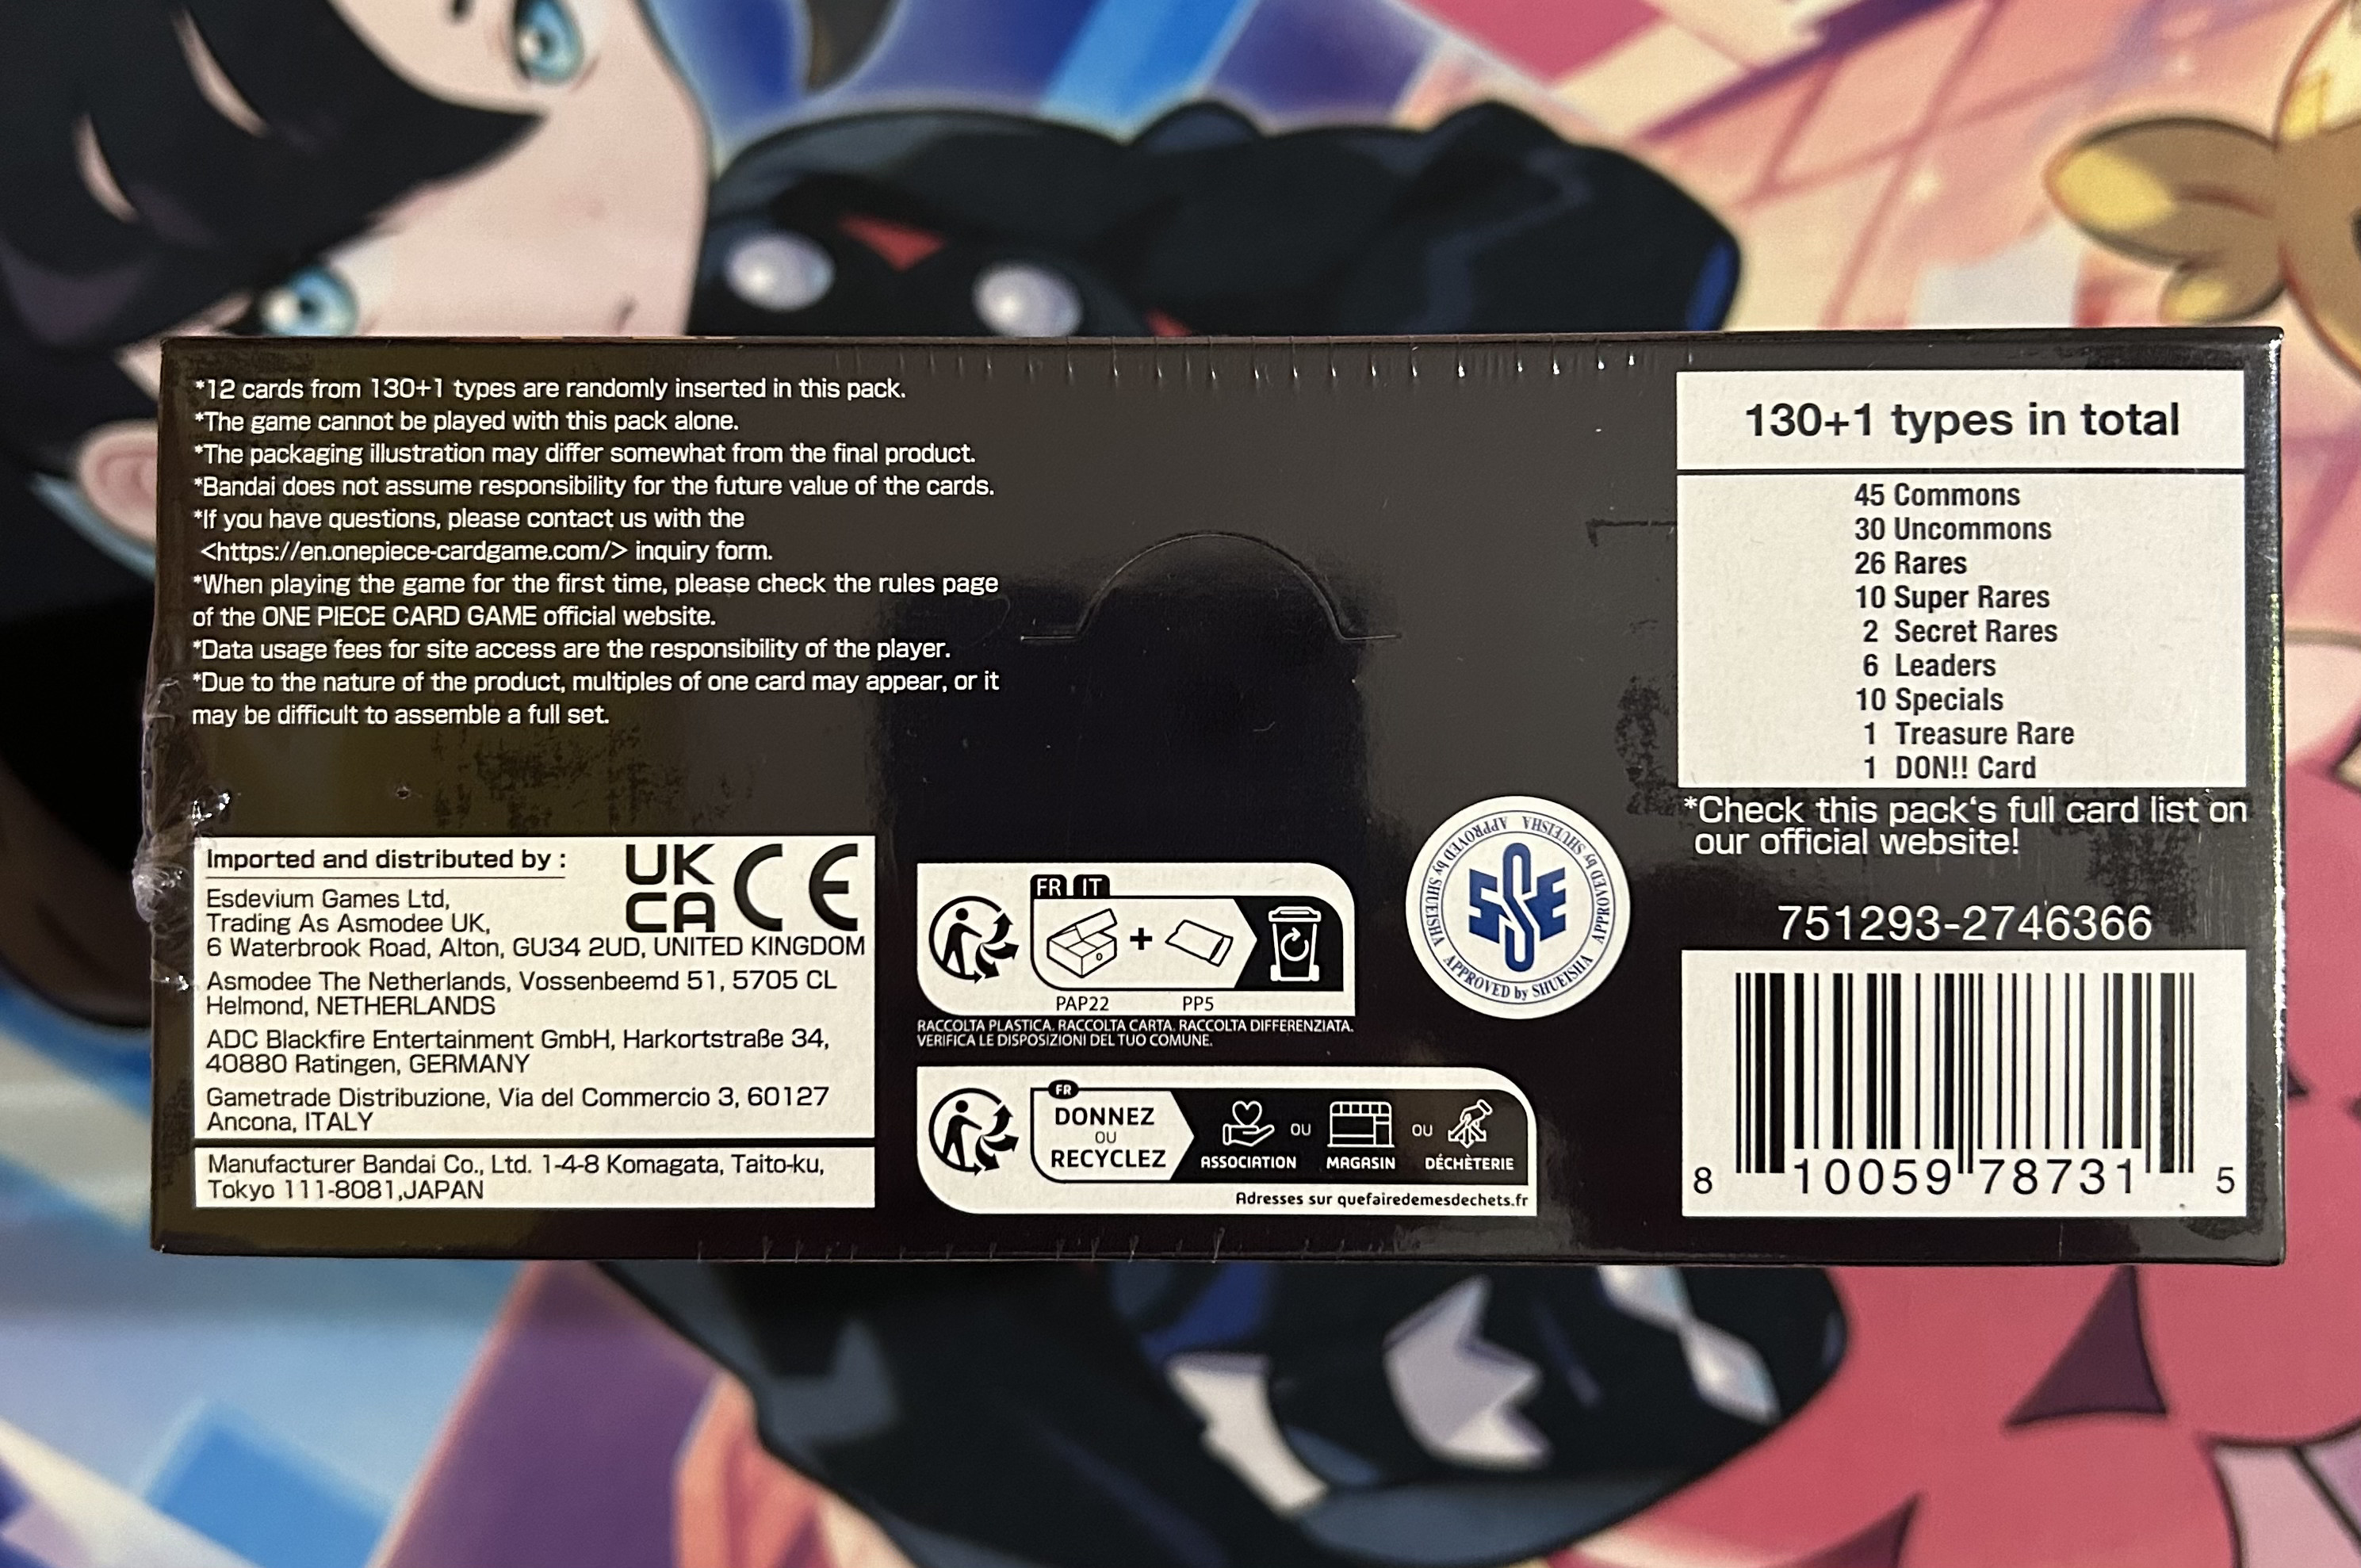 *12 cards from 130+1 types are randomly inserted in this pack.
*The game cannot be played with this pack alone.
*The packaging illustration may differ somewhat from the final product.
*Bandai does not assume responsibility for the future value of the cards.
*If you have questions, please contact us with the
<https://en.onepiece-cardgame.com/> inquiry form.
*When playing the game for the first time, please check the rules page
of the ONE PIECE CARD GAME official website.
*Data usage fees for site access are the responsibility of the player.
*Due to the nature of the product, multiples of one card may appear, or it
may be difficult to assemble a full set.
Imported and distributed by :
UK
CA CE
Esdevium Games Ltd,
Trading As Asmodee UK,
6 Waterbrook Road, Alton, GU34 2UD, UNITED KINGDOM
Asmodee The Netherlands, Vossenbeemd 51, 5705 CL
Helmond, NETHERLANDS
ADC Blackfire Entertainment GmbH, Harkortstraße 34,
40880 Ratingen, GERMANY
Gametrade Distribuzione, Via del Commercio 3, 60127
Ancona, ITALY
Manufacturer Bandai Co., Ltd. 1-4-8 Komagata, Taito-ku,
Tokyo 111-8081,JAPAN
FR IT
+
PAP22 PP5
RACCOLTA PLASTICA. RACCOLTA CARTA. RACCOLTA DIFFERENZIATA.
VERIFICA LE DISPOSIZIONI DEL TUO COMUNE.
FR
DONNEZ
OU
RECYCLEZ
ASSOCIATION OU MAGASIN OU DÉCHÈTERIE
Adresses sur quefairedemesdechets.fr
APPROVED by SHUEISHA APPROVED by SHUEISHA APPROVED by SHUEISHA
SSE
130+1 types in total
45 Commons
30 Uncommons
26 Rares
10 Super Rares
2 Secret Rares
6 Leaders
10 Specials
1 Treasure Rare
1 DON!! Card
*Check this pack's full card list on
our official website!
751293-2746366
8 10059 78731 5